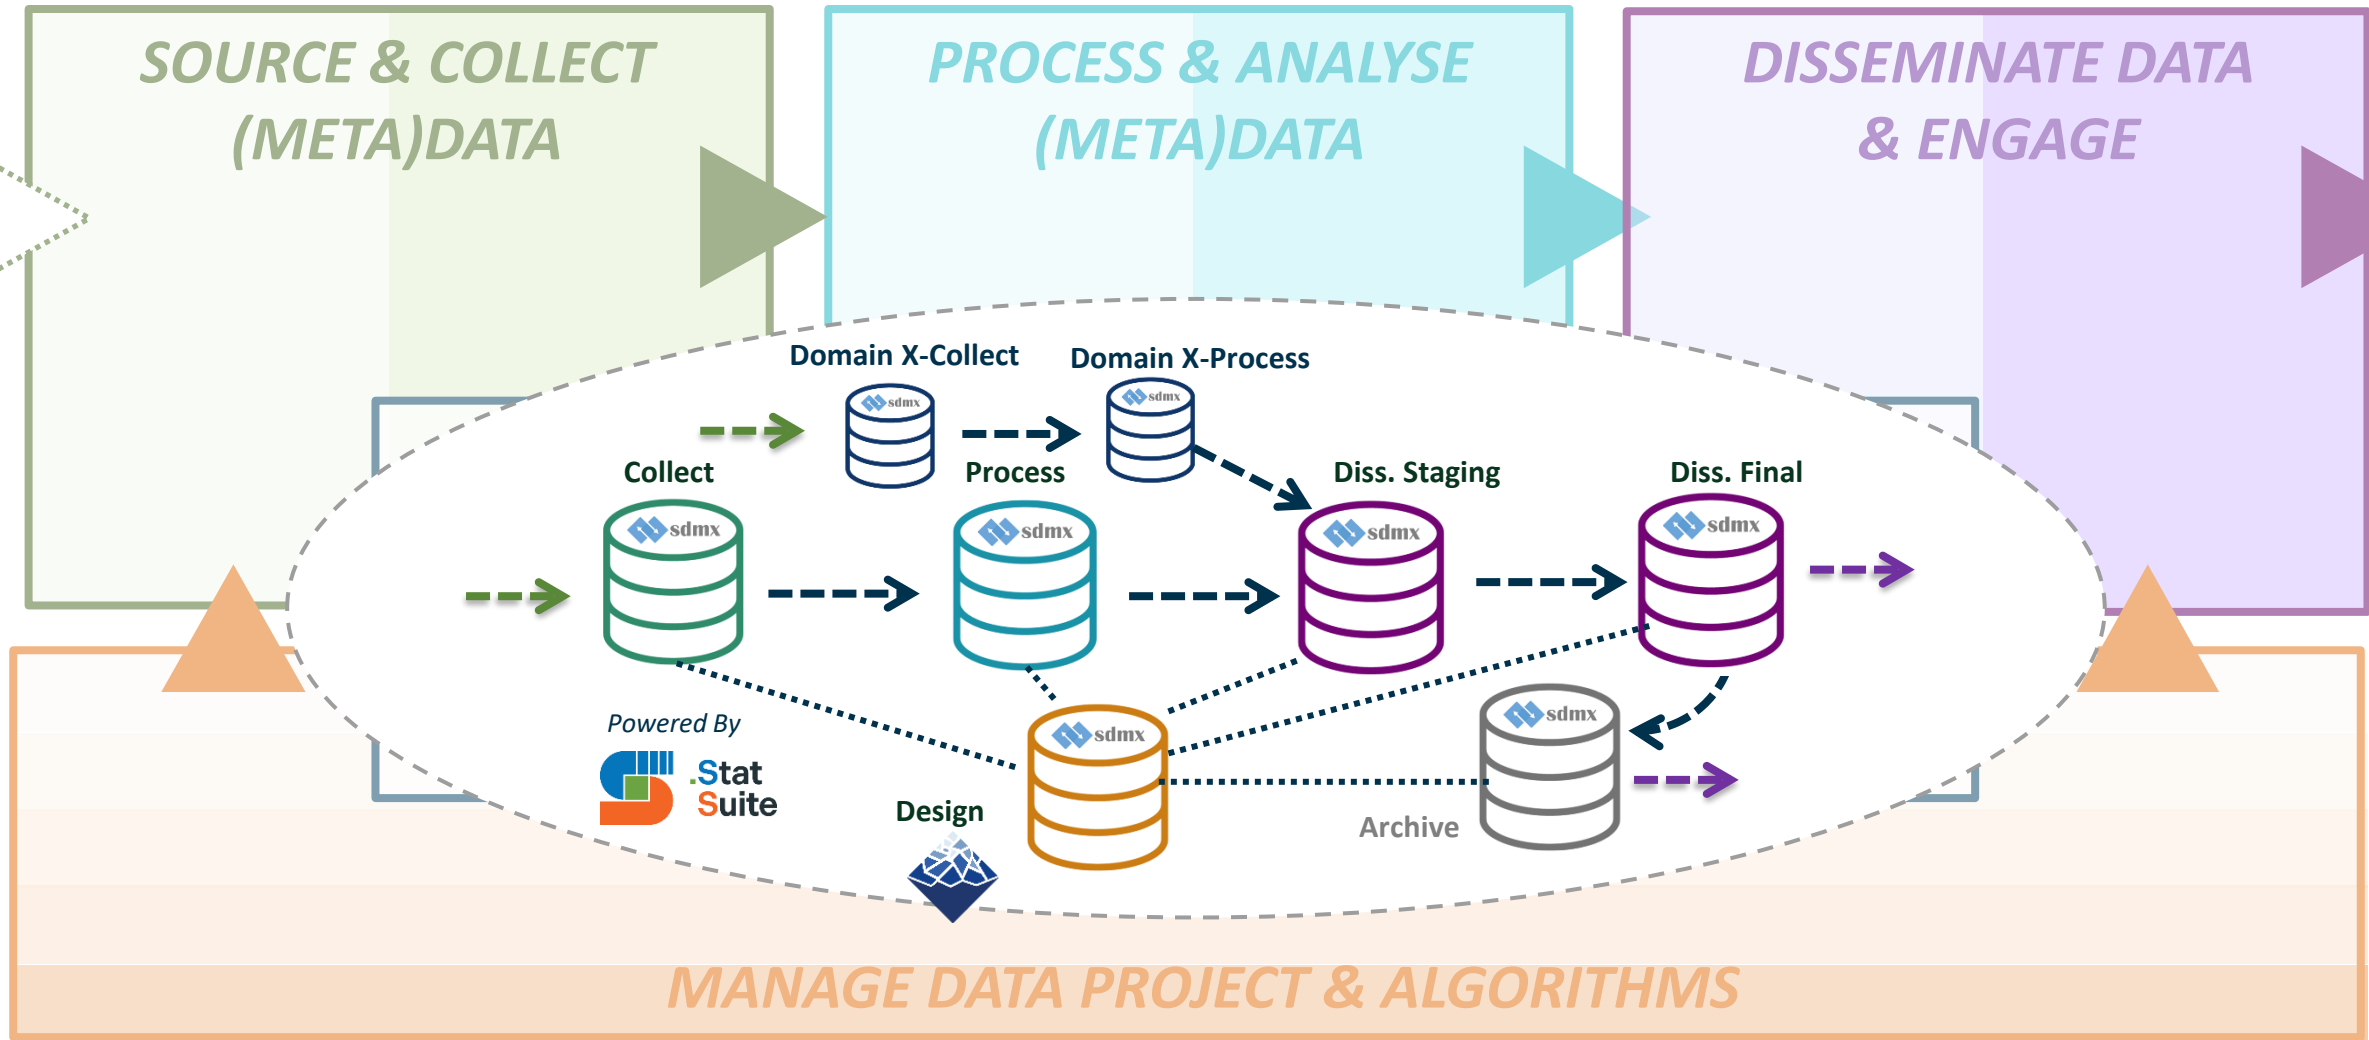 SOURCE & COLLECT
(META)DATA
PROCESS & ANALYSE
(META)DATA
DISSEMINATE DATA
& ENGAGE
Domain X-Collect
Domain X-Process
sdmx
sdmx
Collect
Process
Diss. Staging
Diss. Final
sdmx
sdmx
sdmx
sdmx
Powered By
.Stat
Suite
sdmx
sdmx
Design
Archive
MANAGE DATA PROJECT & ALGORITHMS